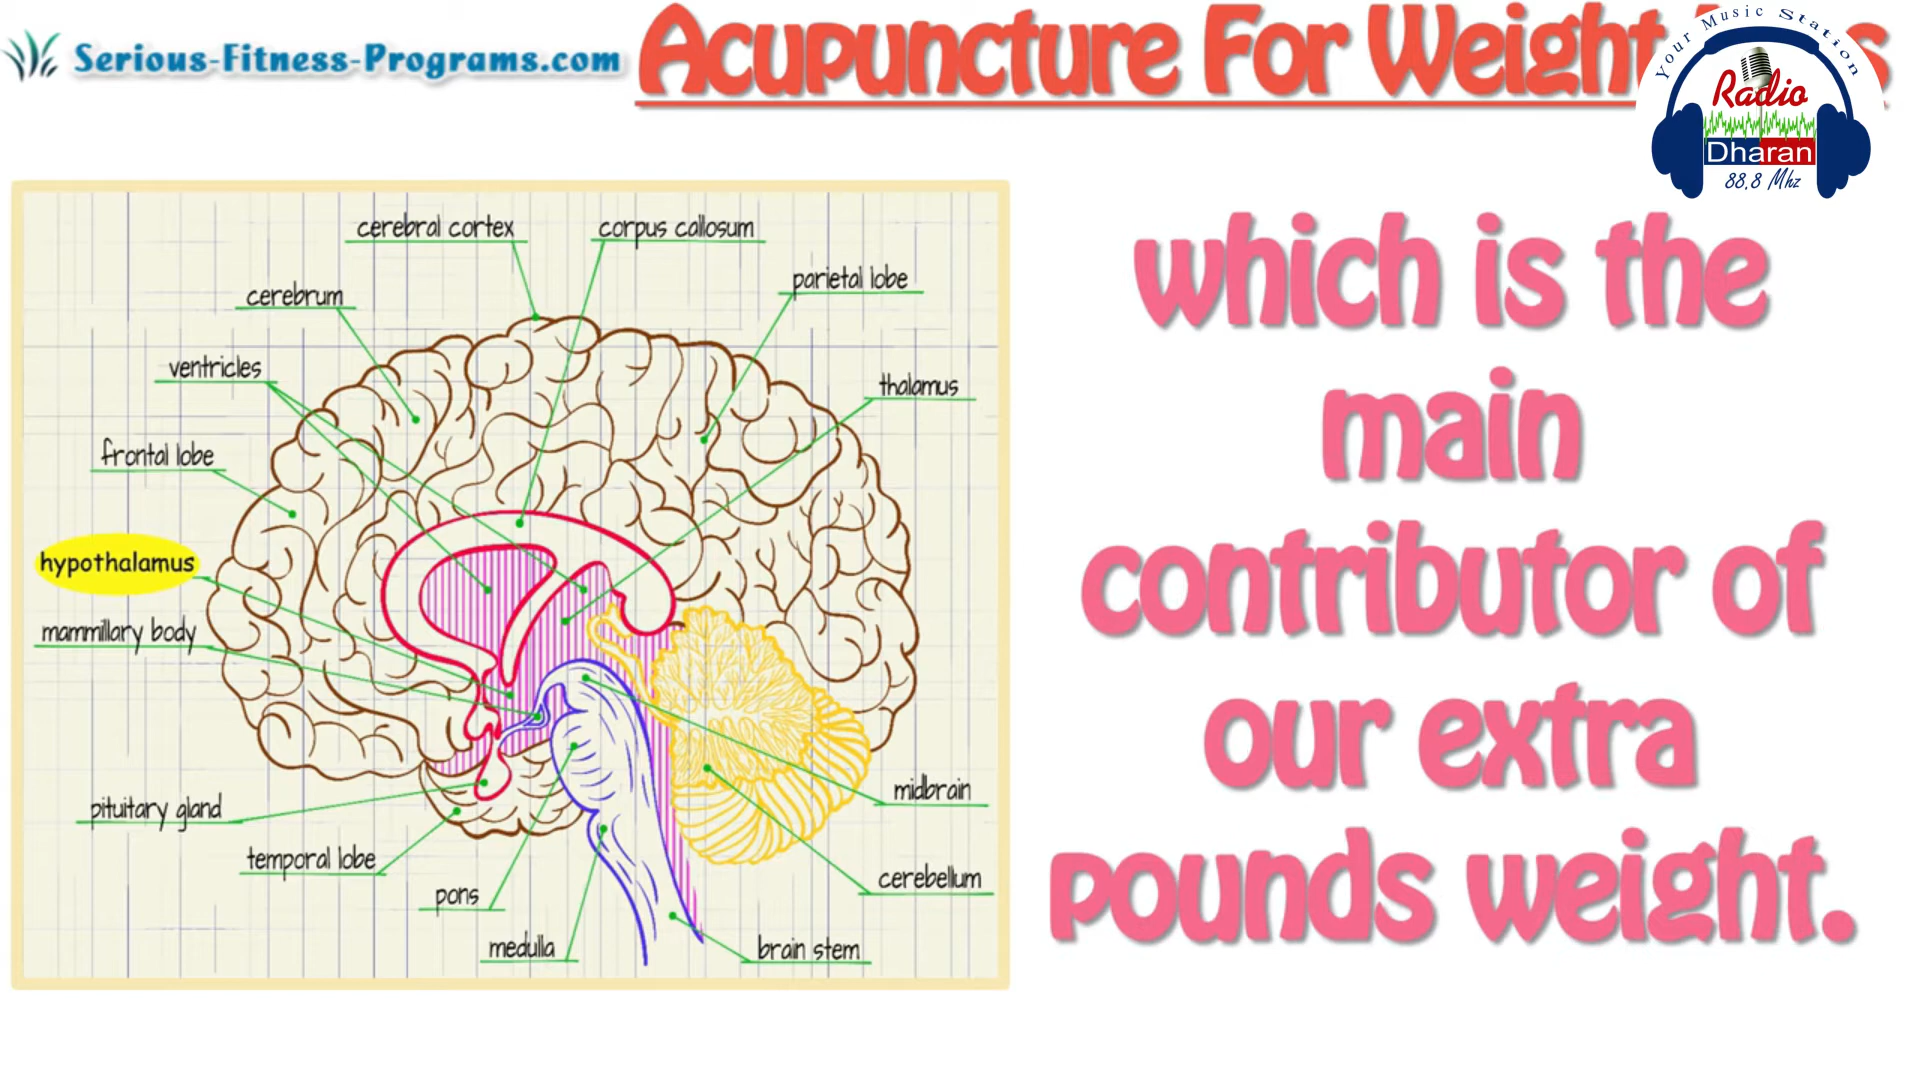 Serious-Fitness-Programs.com
Acupuncture For Weight
Your Music Station
Radio
Dharan
88.8 Mhz
which is the
main
contributor of
our extra
pounds weight.
cerebral cortex
corpus callosum
parietal lobe
cerebrum
ventricles
thalamus
frontal lobe
hypothalamus
mammillary body
pituitary gland
midbrain
temporal lobe
cerebellum
pons
medulla
brain stem